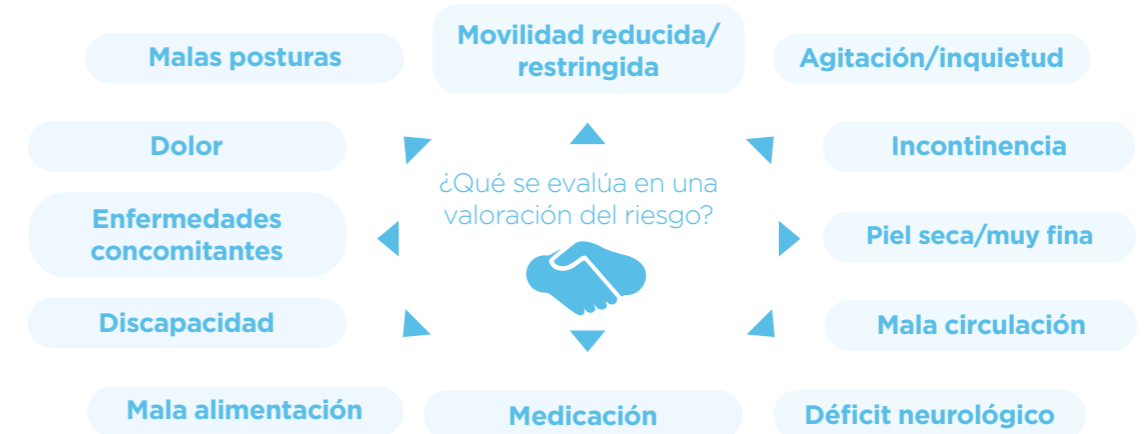 Malas posturas
Movilidad reducida/
restringida
Agitación/inquietud
Dolor
Incontinencia
¿Qué se evalúa en una
valoración del riesgo?
Enfermedades
concomitantes
Piel seca/muy fina
Discapacidad
Mala circulación
Mala alimentación
Medicación
Déficit neurológico